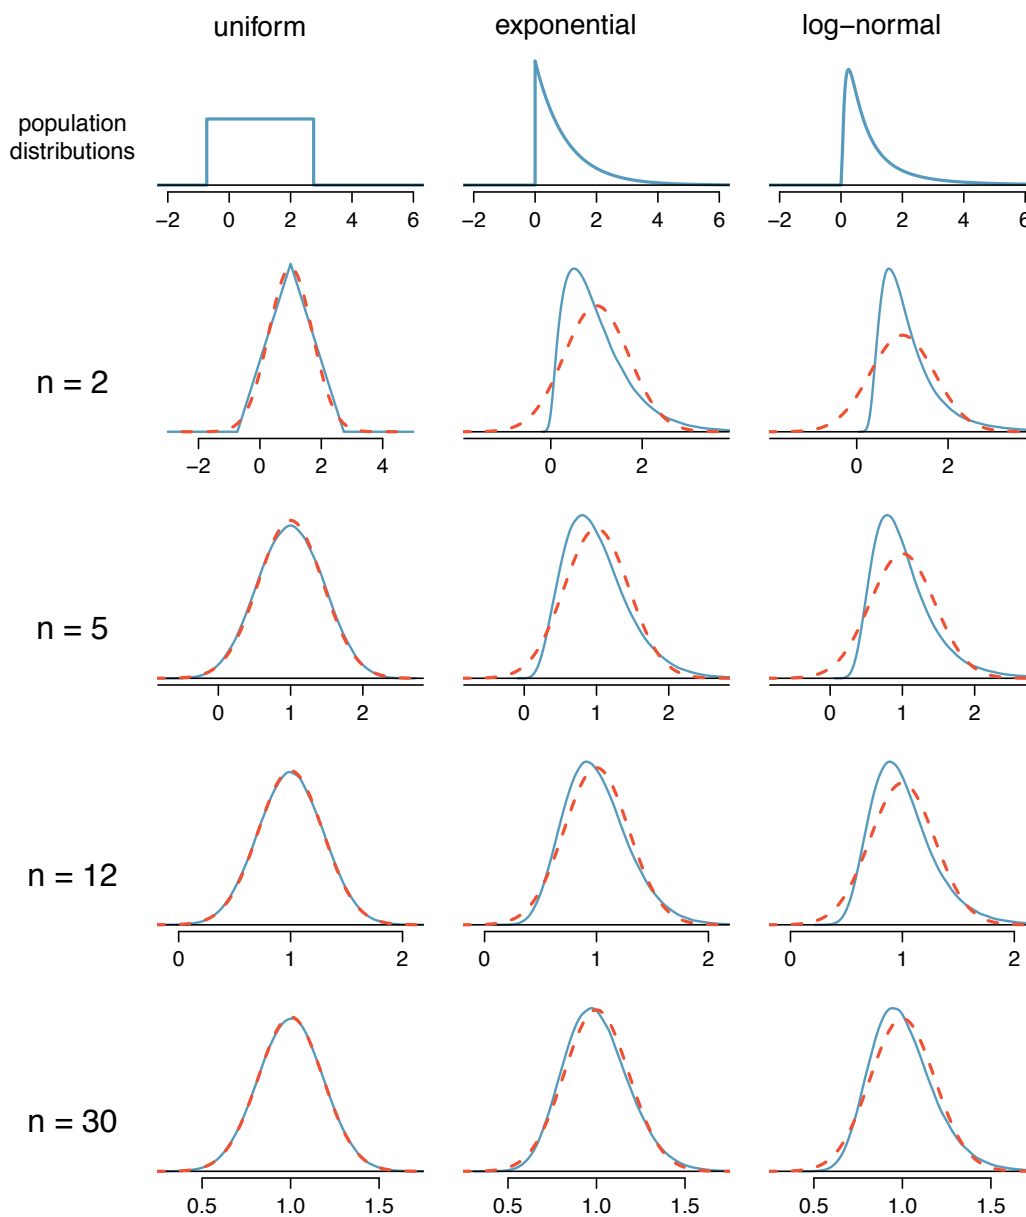 uniform exponential log−normal
population
distributions
−2 0 2 4 6 −2 0 2 4 6 −2 0 2 4 6
n = 2
−2 0 2 4 0 2 0 2
n = 5
0 1 2 0 1 2 0 1 2
n = 12
0 1 2 0 1 2 0 1 2
n = 30
0.5 1.0 1.5 0.5 1.0 1.5 0.5 1.0 1.5